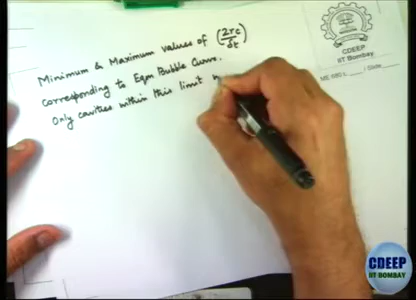 Minimum & Maximum values of (2rc/δt)
corresponding to Eqm Bubble Curve.
Only cavities within this limit
CDEEP
IIT Bombay
CDEEP
IIT Bombay